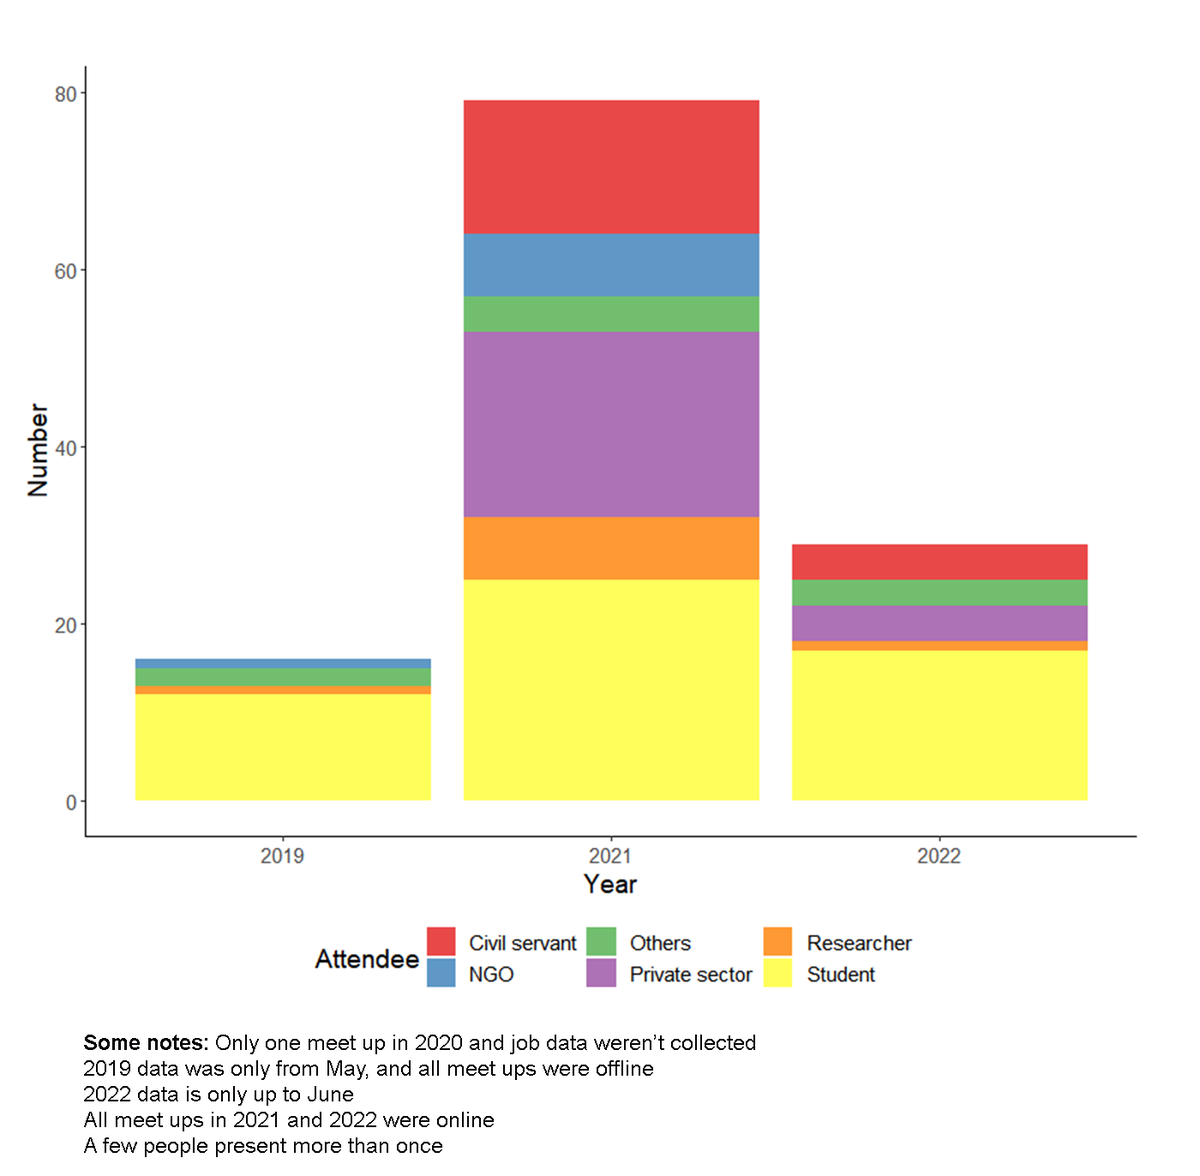 80
60
40
20
0
Number
2019 2021 2022
Year
Attendee
Civil servant Others Researcher
NGO Private sector Student
Some notes: Only one meet up in 2020 and job data weren't collected
2019 data was only from May, and all meet ups were offline
2022 data is only up to June
All meet ups in 2021 and 2022 were online
A few people present more than once